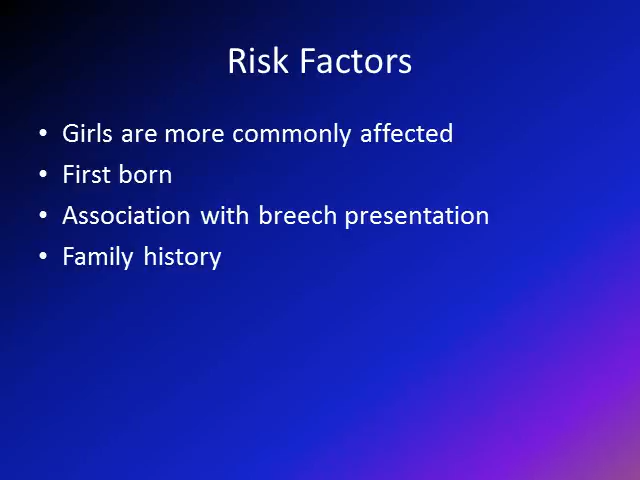 Risk Factors
• Girls are more commonly affected
• First born
• Association with breech presentation
• Family history